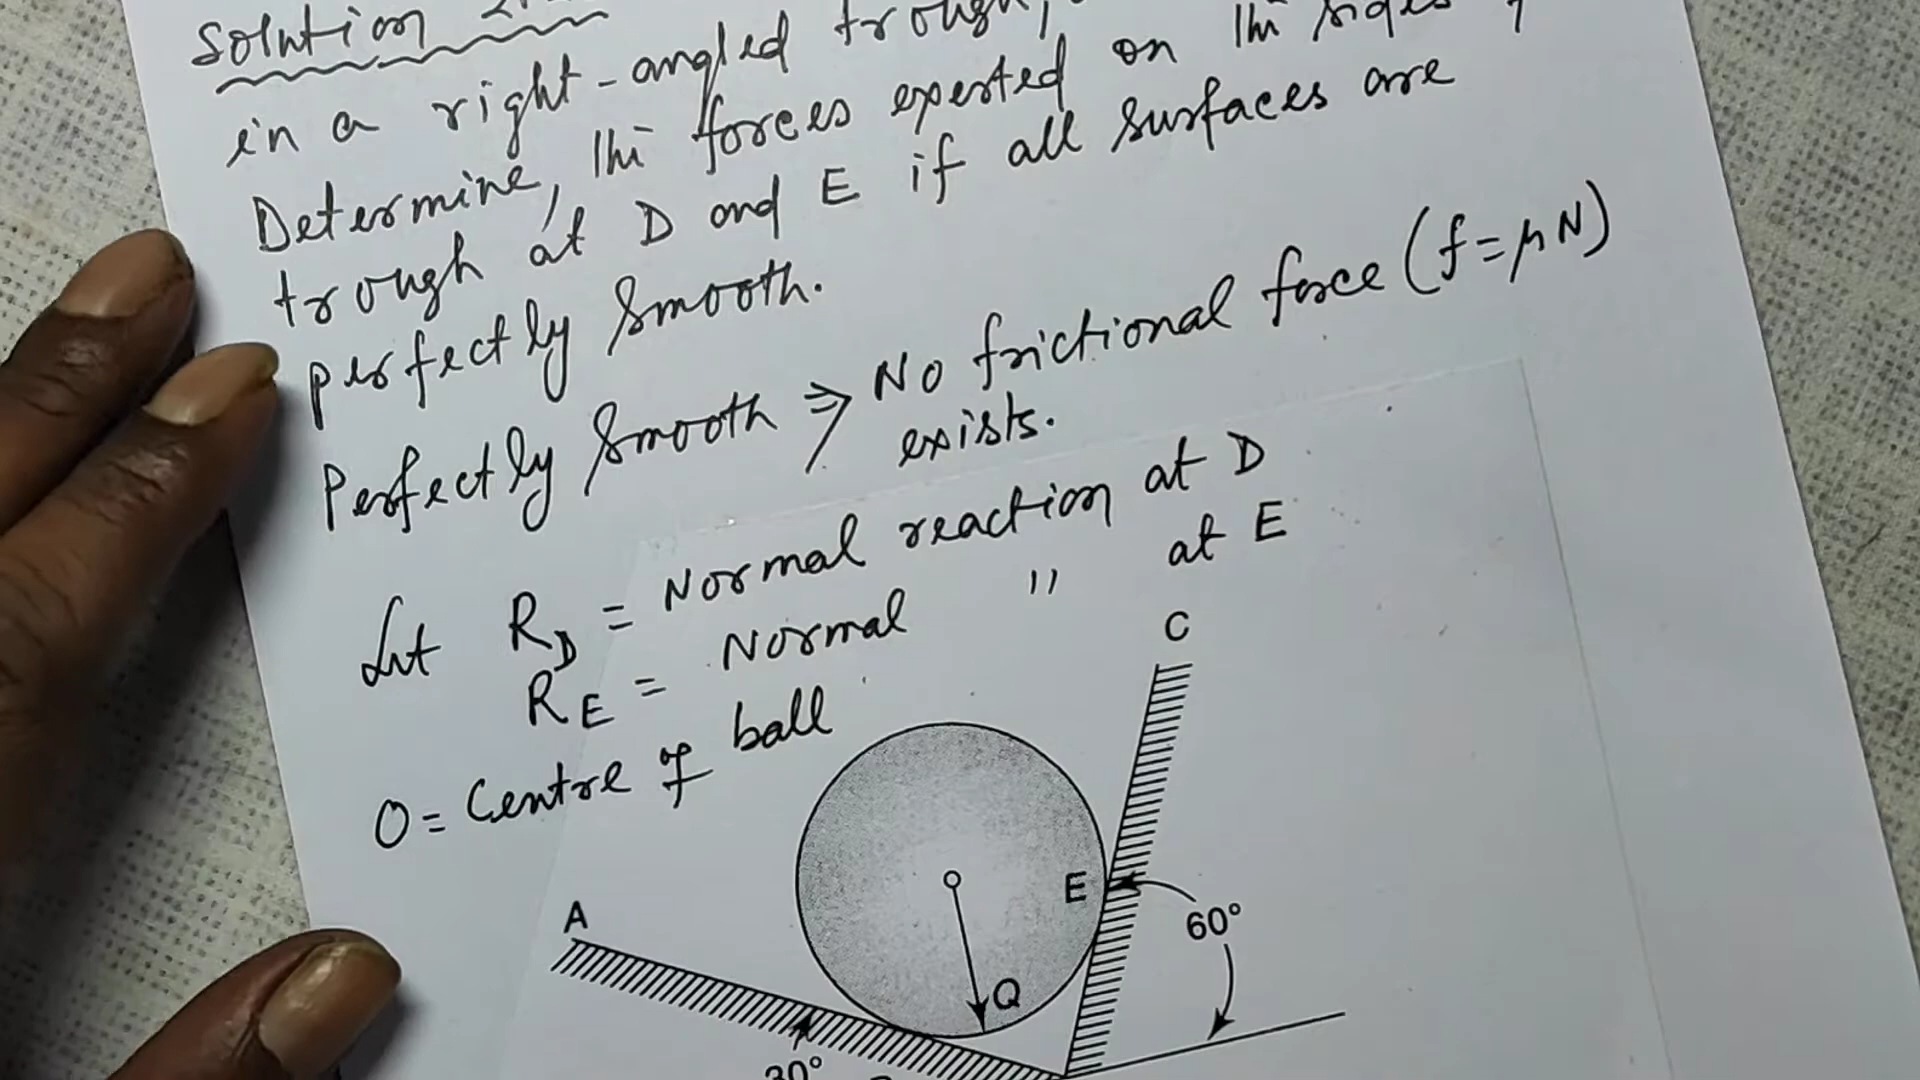 Solution
in a right-angled trough,
Determine, the forces exerted on the sides
trough at D and E if all surfaces are
perfectly smooth.
Perfectly smooth ⇒ No frictional force (f=μN)
exists.
Let R_D = Normal reaction at D
R_E = Normal " at E
O = Centre of ball
C
A
E
60°
Q
30°